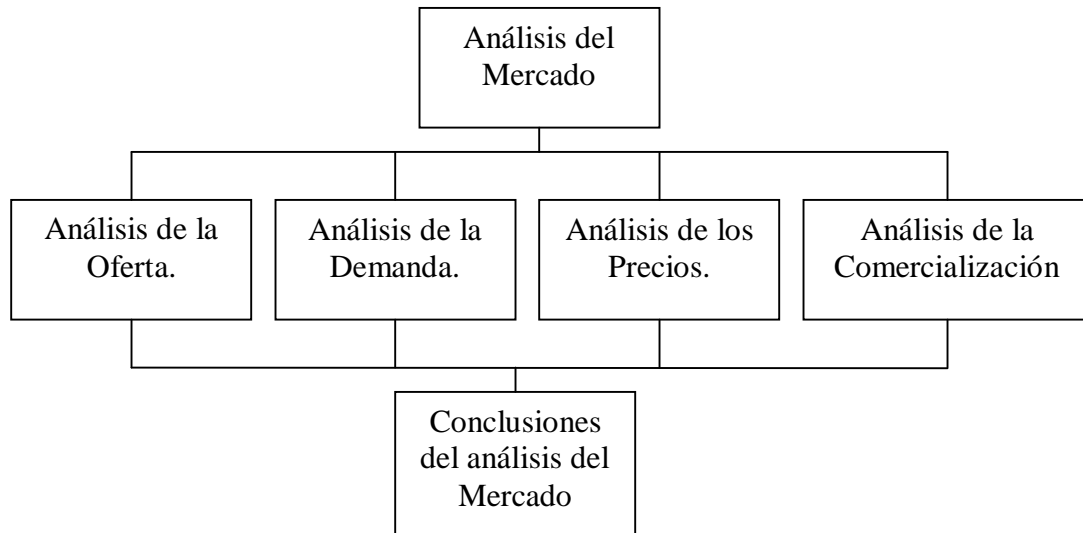 Análisis del
Mercado
Análisis de la
Oferta.
Análisis de la
Demanda.
Análisis de los
Precios.
Análisis de la
Comercialización
Conclusiones
del análisis del
Mercado